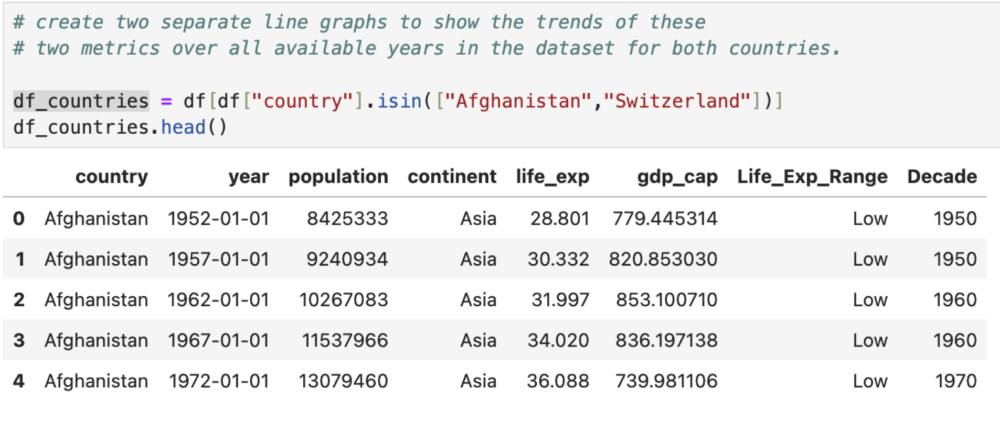 # create two separate line graphs to show the trends of these
# two metrics over all available years in the dataset for both countries.
df_countries = df[df["country"].isin(["Afghanistan","Switzerland"])]
df_countries.head()
country year population continent life_exp gdp_cap Life_Exp_Range Decade
0 Afghanistan 1952-01-01 8425333 Asia 28.801 779.445314 Low 1950
1 Afghanistan 1957-01-01 9240934 Asia 30.332 820.853030 Low 1950
2 Afghanistan 1962-01-01 10267083 Asia 31.997 853.100710 Low 1960
3 Afghanistan 1967-01-01 11537966 Asia 34.020 836.197138 Low 1960
4 Afghanistan 1972-01-01 13079460 Asia 36.088 739.981106 Low 1970